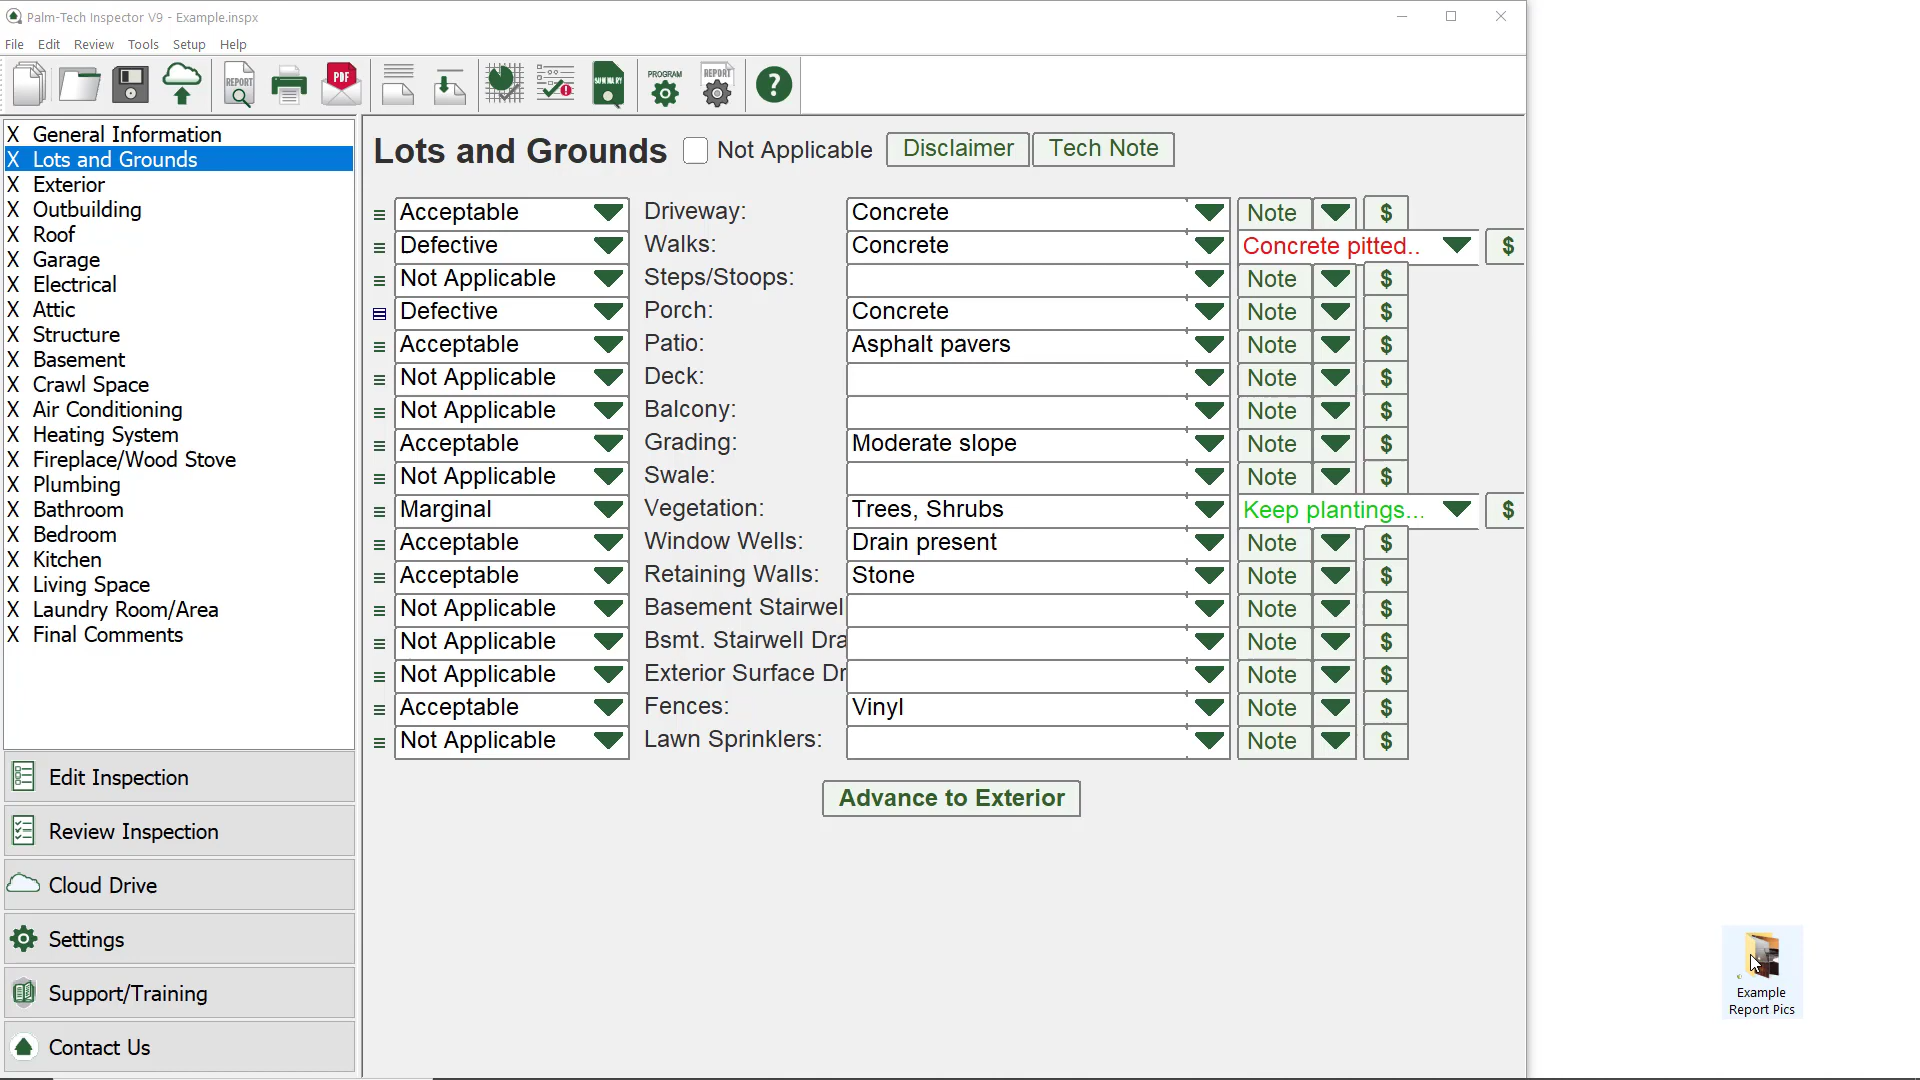 Palm-Tech Inspector V9 - Example.inspx
File Edit Review Tools Setup Help
REPORT PDF SUMMARY PROGRAM REPORT ?
X General Information
X Lots and Grounds
X Exterior
X Outbuilding
X Roof
X Garage
X Electrical
X Attic
X Structure
X Basement
X Crawl Space
X Air Conditioning
X Heating System
X Fireplace/Wood Stove
X Plumbing
X Bathroom
X Bedroom
X Kitchen
X Living Space
X Laundry Room/Area
X Final Comments
Edit Inspection
Review Inspection
Cloud Drive
Settings
Support/Training
Contact Us
Lots and Grounds Not Applicable Disclaimer Tech Note
Acceptable Driveway: Concrete Note $
Defective Walks: Concrete Concrete pitted.. $
Not Applicable Steps/Stoops: Note $
Defective Porch: Concrete Note $
Acceptable Patio: Asphalt pavers Note $
Not Applicable Deck: Note $
Not Applicable Balcony: Note $
Acceptable Grading: Moderate slope Note $
Not Applicable Swale: Note $
Marginal Vegetation: Trees, Shrubs Keep plantings... $
Acceptable Window Wells: Drain present Note $
Acceptable Retaining Walls: Stone Note $
Not Applicable Basement Stairwel Note $
Not Applicable Bsmt. Stairwell Dra Note $
Not Applicable Exterior Surface Dr Note $
Acceptable Fences: Vinyl Note $
Not Applicable Lawn Sprinklers: Note $
Advance to Exterior
Example
Report Pics